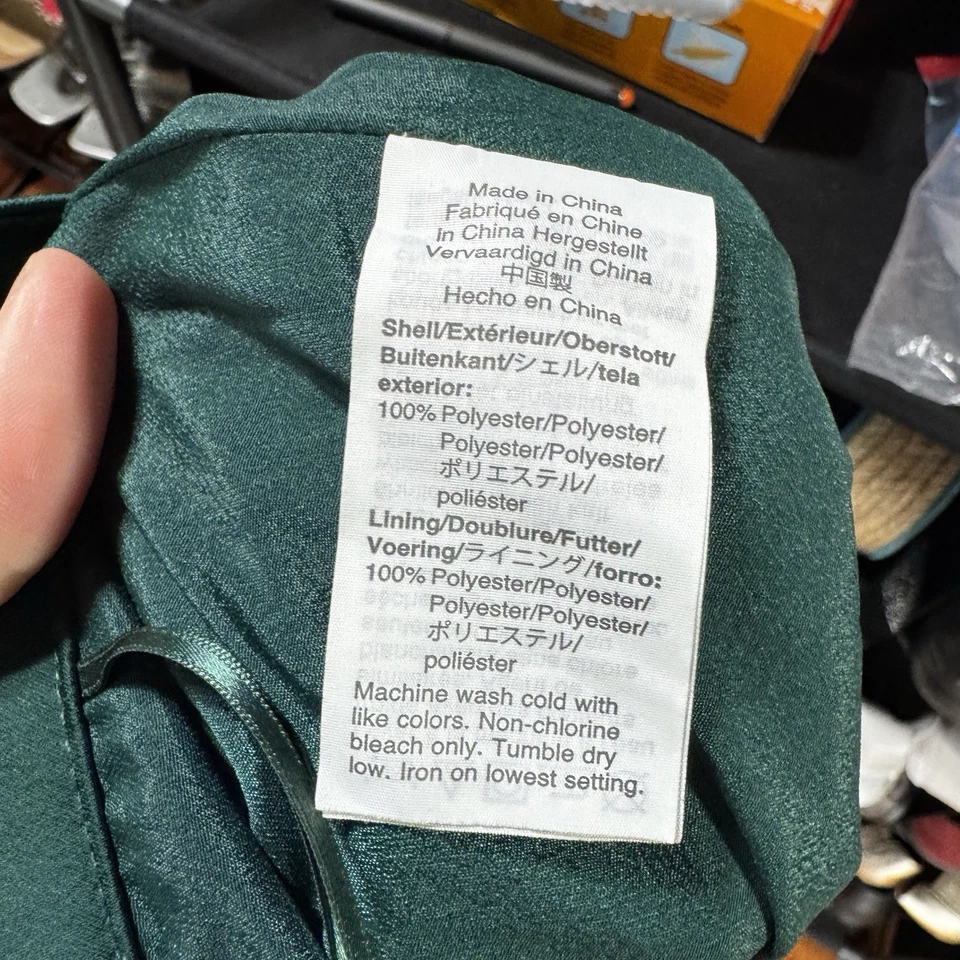 Made in China
Fabriqué en Chine
In China Hergestellt
Vervaardigd in China
中国製
Hecho en China
Shell/Extérieur/Oberstoff/
Buitenkant/シェル/tela
exterior:
100% Polyester/Polyester/
Polyester/Polyester/
ポリエステル/
poliéster
Lining/Doublure/Futter/
Voering/ライニング/forro:
100% Polyester/Polyester/
Polyester/Polyester/
ポリエステル/
poliéster
Machine wash cold with
like colors. Non-chlorine
bleach only. Tumble dry
low. Iron on lowest setting.